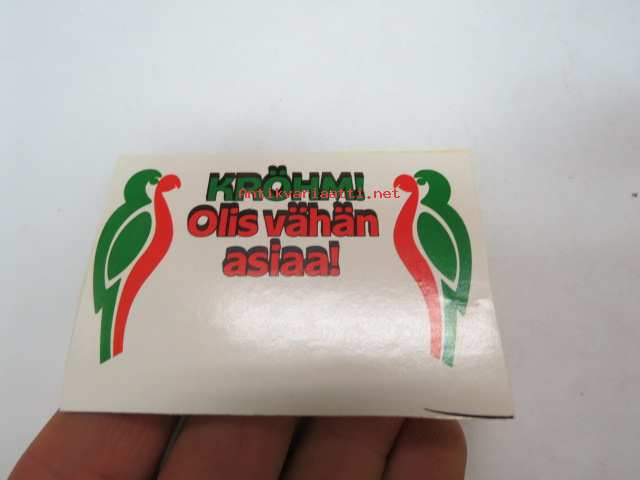 KRÖHM!
Antikvariaatti.net
Olis vähän
asiaa!